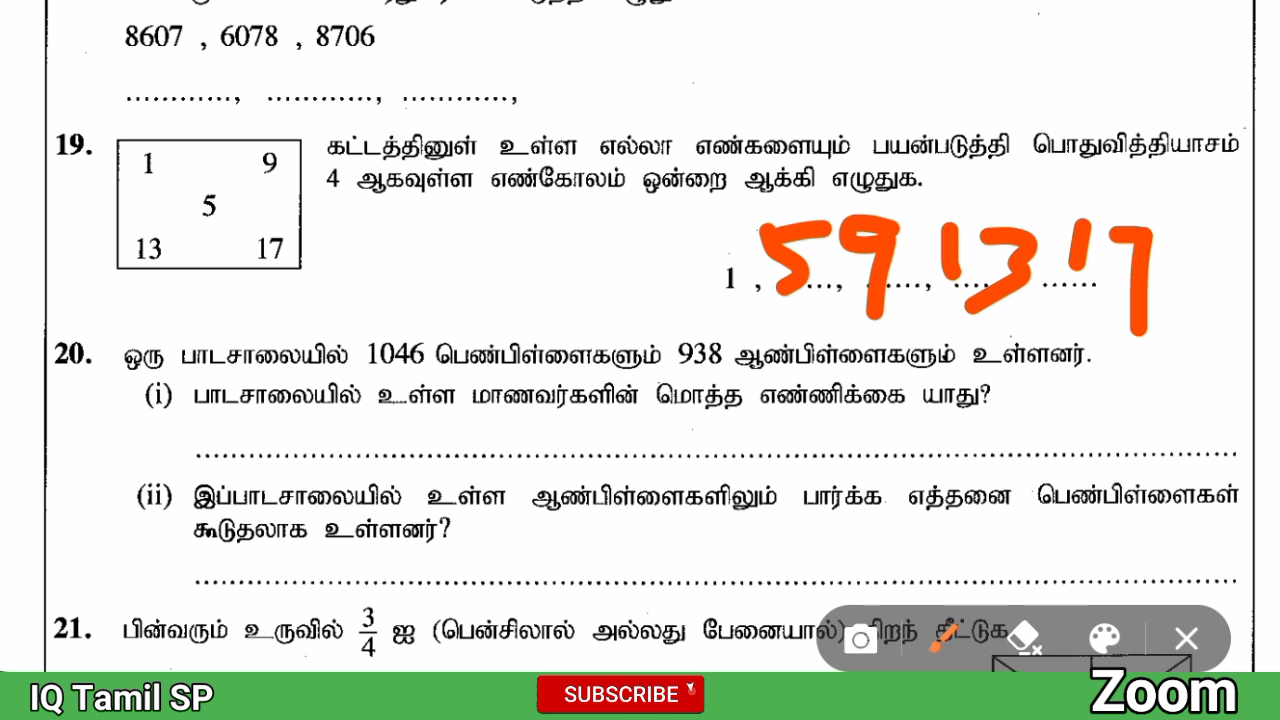 8607 , 6078 , 8706
............, ............, ............,
19. கட்டத்தினுள் உள்ள எல்லா எண்களையும் பயன்படுத்தி பொதுவித்தியாசம்
4 ஆகவுள்ள எண்கோலம் ஒன்றை ஆக்கி எழுதுக.
1 9
5
13 17
1 , 5 9 13 17
20. ஒரு பாடசாலையில் 1046 பெண்பிள்ளைகளும் 938 ஆண்பிள்ளைகளும் உள்ளனர்.
(i) பாடசாலையில் உள்ள மாணவர்களின் மொத்த எண்ணிக்கை யாது?
(ii) இப்பாடசாலையில் உள்ள ஆண்பிள்ளைகளிலும் பார்க்க எத்தனை பெண்பிள்ளைகள்
கூடுதலாக உள்ளனர்?
21. பின்வரும் உருவில் 3/4 ஐ (பென்சிலால் அல்லது பேனையால்) நிறந் தீட்டுக
IQ Tamil SP SUBSCRIBE Zoom